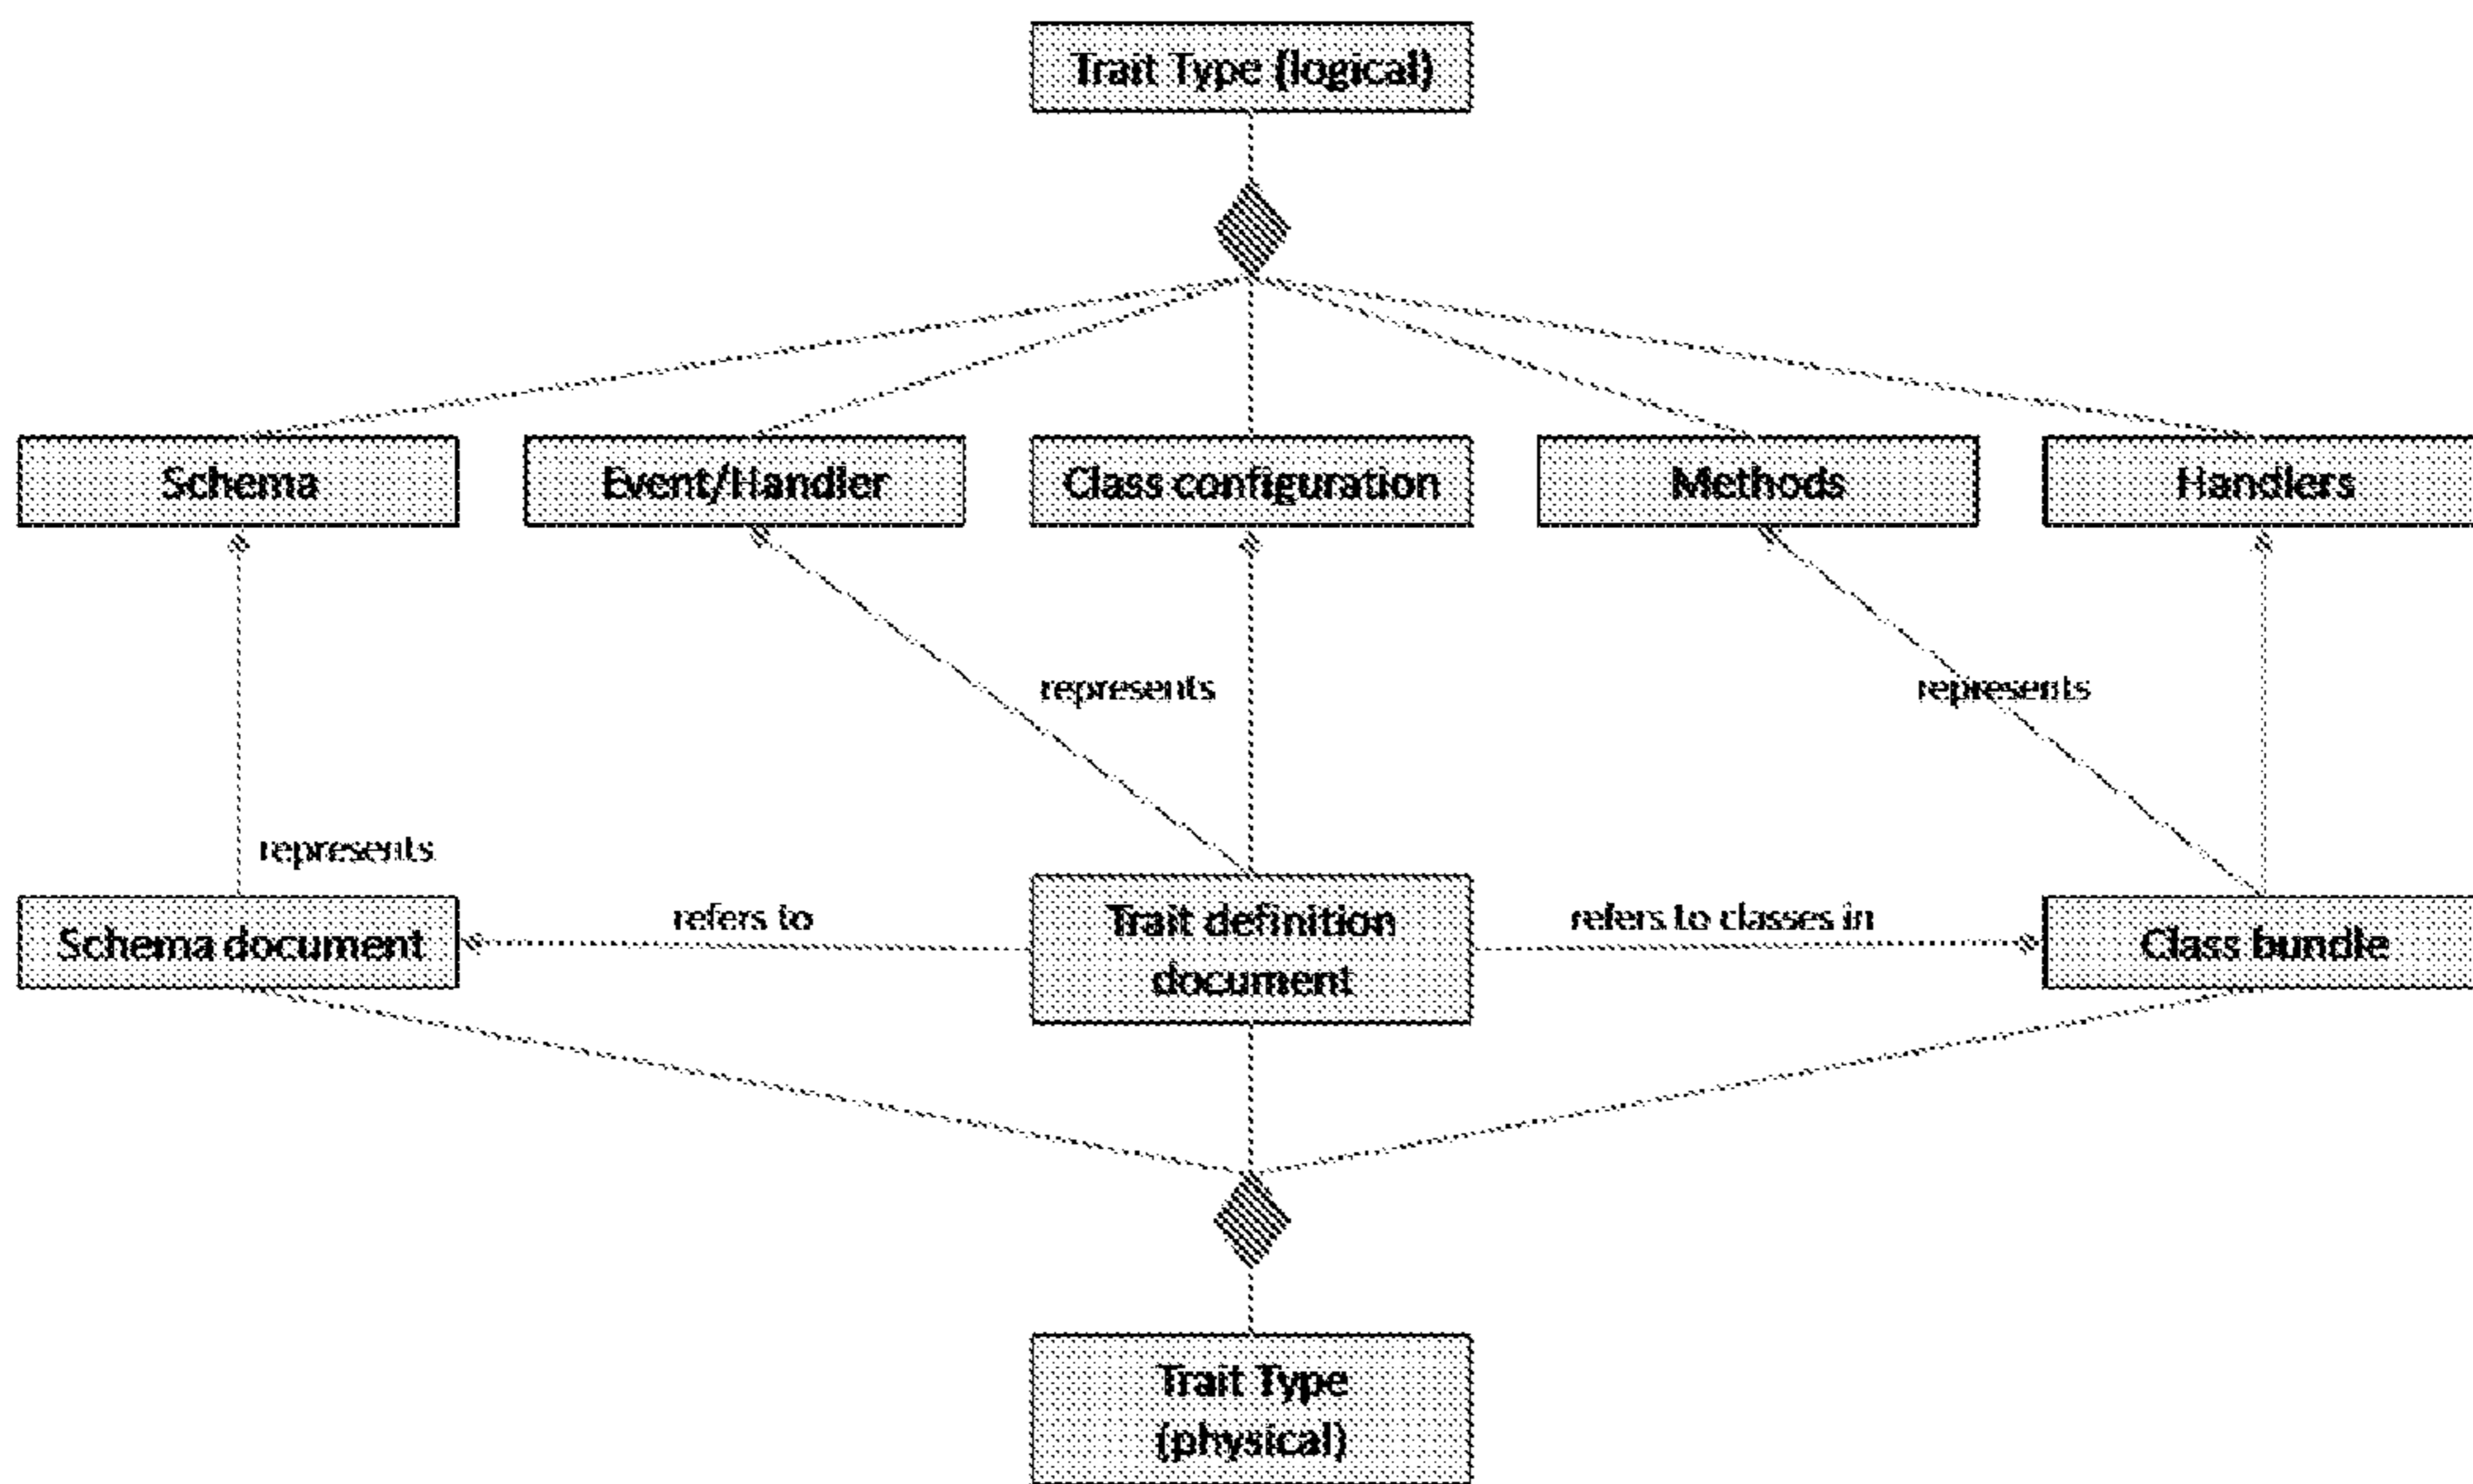 Trait Type (logical)
Schema
Event/Handler
Class configuration
Methods
Handlers
represents
represents
represents
refers to
refers to classes in
Schema document
Trait definition
document
Class bundle
Trait Type
(physical)